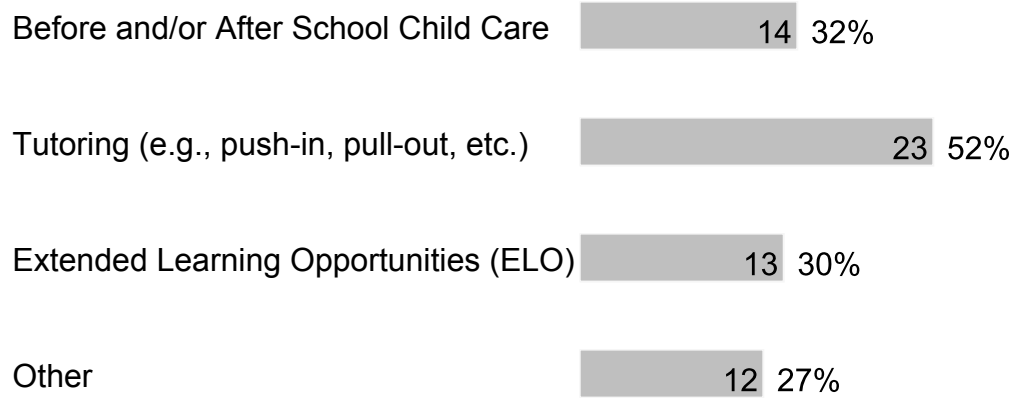 Before and/or After School Child Care 14 32%
Tutoring (e.g., push-in, pull-out, etc.) 23 52%
Extended Learning Opportunities (ELO) 13 30%
Other 12 27%